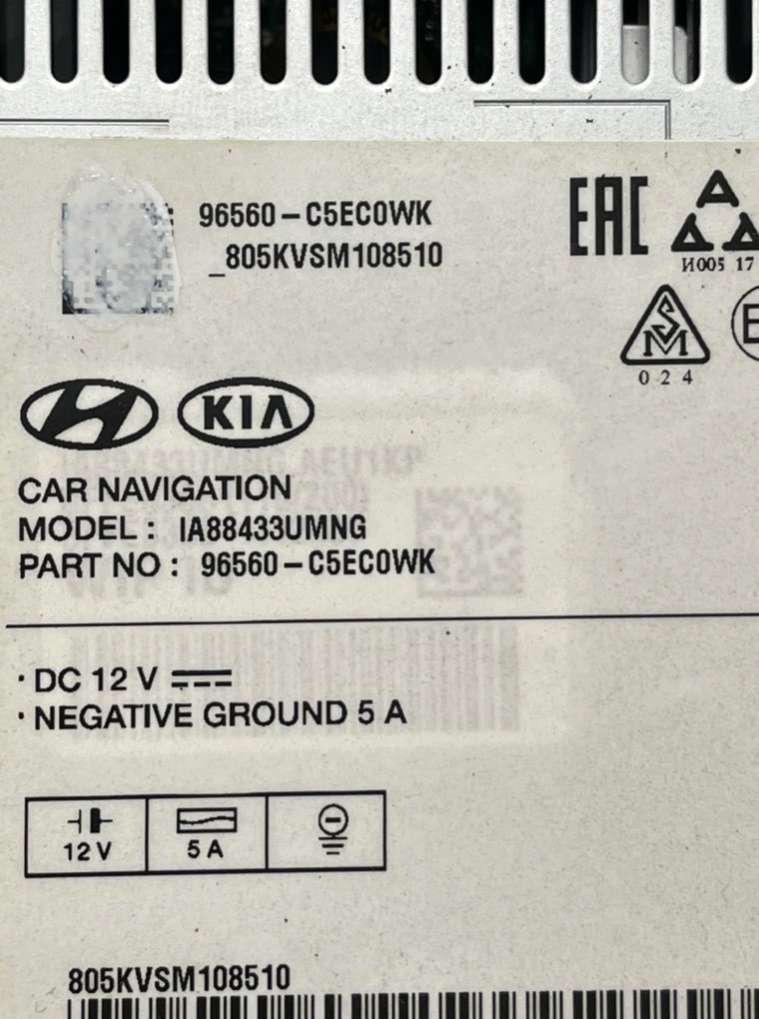 96560-C5EC0WK
_805KVSM108510
EAC
И005 17
SM
024
E
KIA
CAR NAVIGATION
MODEL : IA88433UMNG
PART NO : 96560-C5EC0WK
· DC 12 V
· NEGATIVE GROUND 5 A
12 V
5 A
805KVSM108510